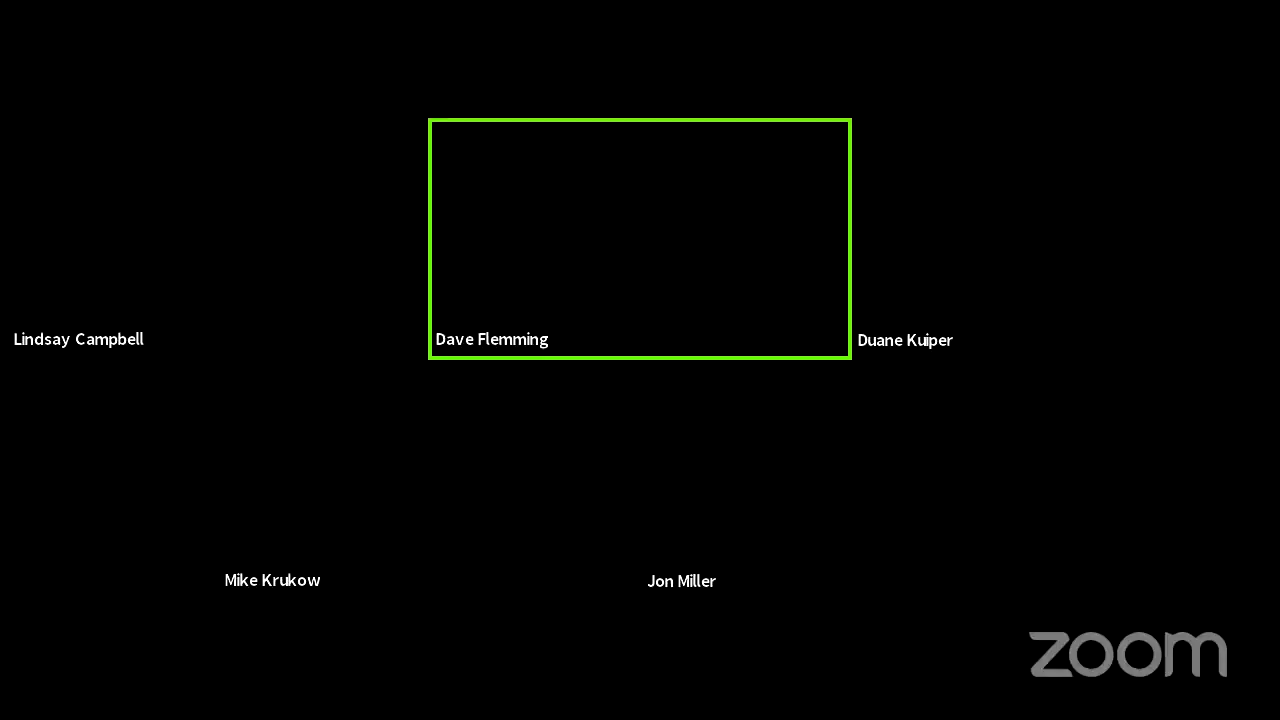 Lindsay Campbell
Dave Flemming
Duane Kuiper
Mike Krukow
Jon Miller
zoom